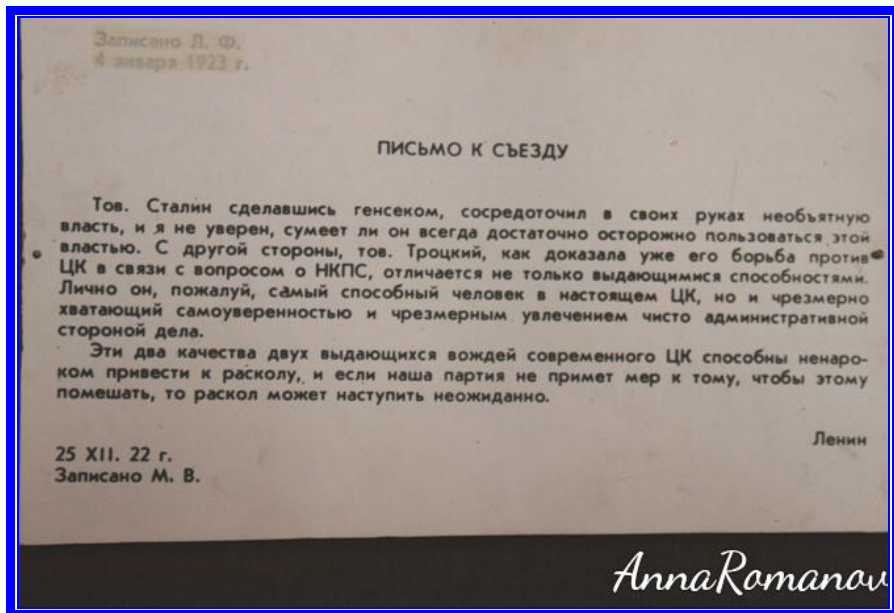 Записано Л. Ф.
4 января 1923 г.
ПИСЬМО К СЪЕЗДУ
Тов. Сталин сделавшись генсеком, сосредоточил в своих руках необъятную
власть, и я не уверен, сумеет ли он всегда достаточно осторожно пользоваться этой
властью. С другой стороны, тов. Троцкий, как доказала уже его борьба против
ЦК в связи с вопросом о НКПС, отличается не только выдающимися способностями.
Лично он, пожалуй, самый способный человек в настоящем ЦК, но и чрезмерно
хватающий самоуверенностью и чрезмерным увлечением чисто административной
стороной дела.
Эти два качества двух выдающихся вождей современного ЦК способны ненаро-
ком привести к расколу, и если наша партия не примет мер к тому, чтобы этому
помешать, то раскол может наступить неожиданно.
Ленин
25 XII. 22 г.
Записано М. В.
AnnaRomanov